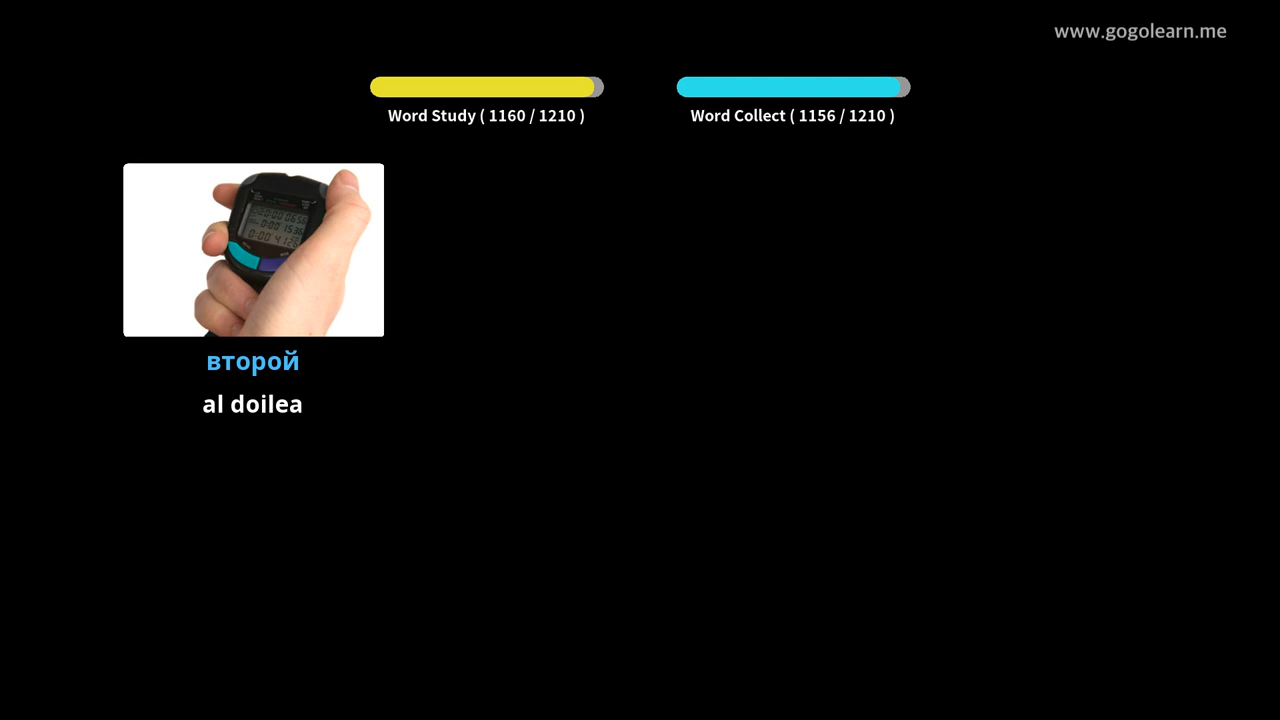 www.gogolearn.me
Word Study ( 1160 / 1210 )
Word Collect ( 1156 / 1210 )
второй
al doilea